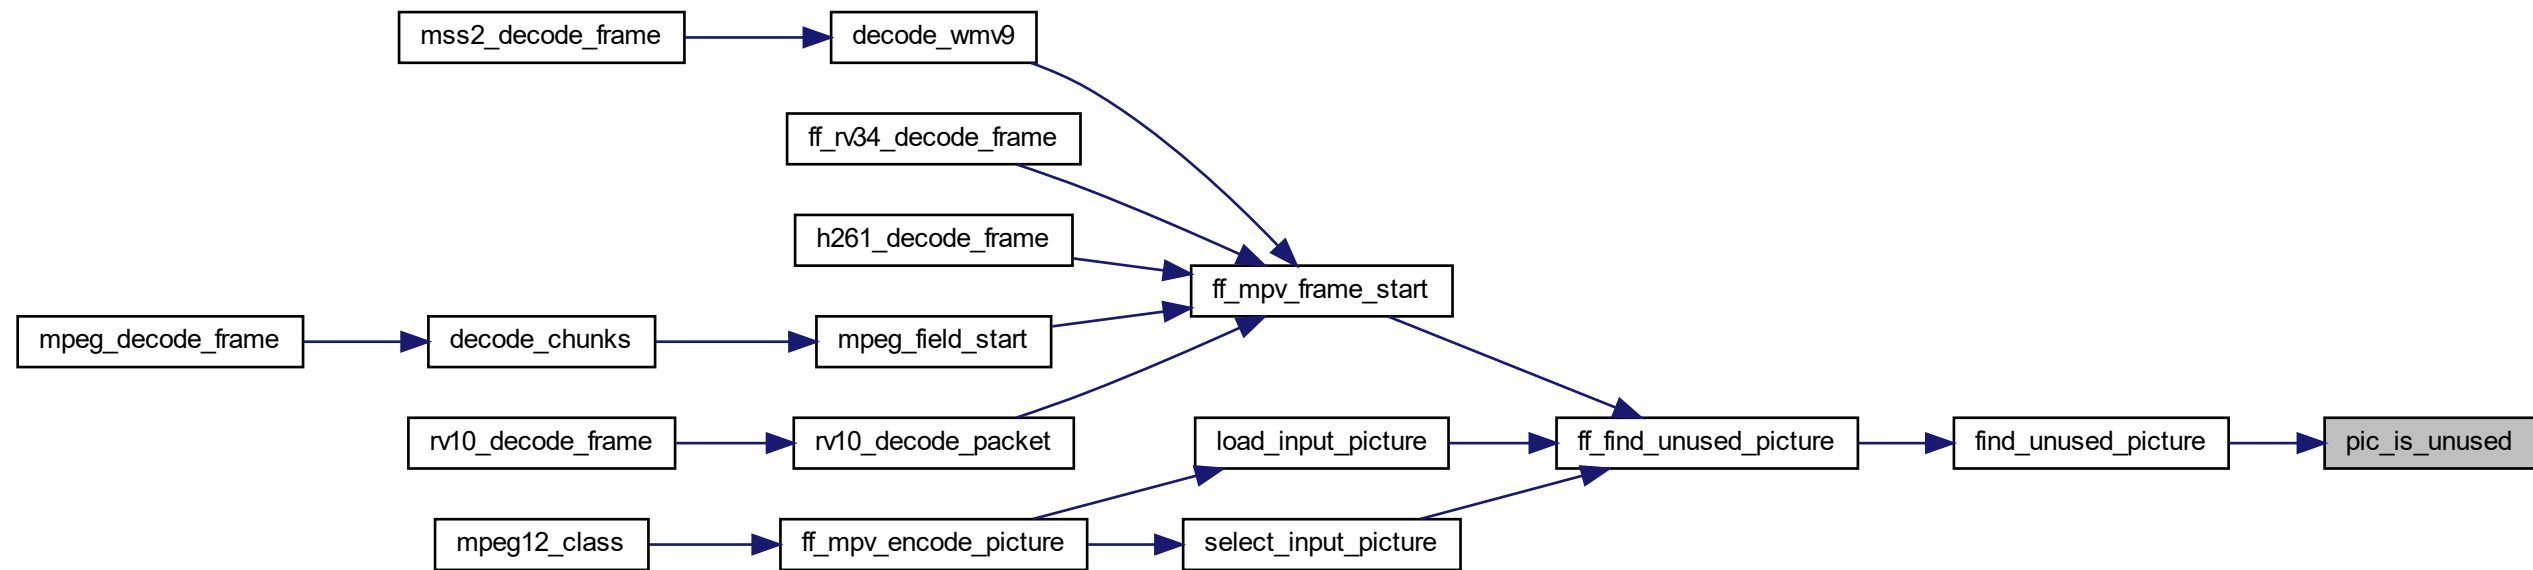 mss2_decode_frame
decode_wmv9
ff_rv34_decode_frame
h261_decode_frame
ff_mpv_frame_start
mpeg_decode_frame
decode_chunks
mpeg_field_start
rv10_decode_frame
rv10_decode_packet
load_input_picture
ff_find_unused_picture
find_unused_picture
pic_is_unused
mpeg12_class
ff_mpv_encode_picture
select_input_picture